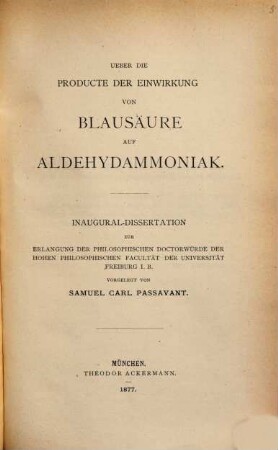 UEBER DIE
PRODUCTE DER EINWIRKUNG
VON
BLAUSÄURE
AUF
ALDEHYDAMMONIAK.
INAUGURAL-DISSERTATION
ZUR
ERLANGUNG DER PHILOSOPHISCHEN DOCTORWÜRDE DER
HOHEN PHILOSOPHISCHEN FACULTÄT DER UNIVERSITÄT
FREIBURG I. B.
VORGELEGT VON
SAMUEL CARL PASSAVANT.
MÜNCHEN.
THEODOR ACKERMANN.
1877.